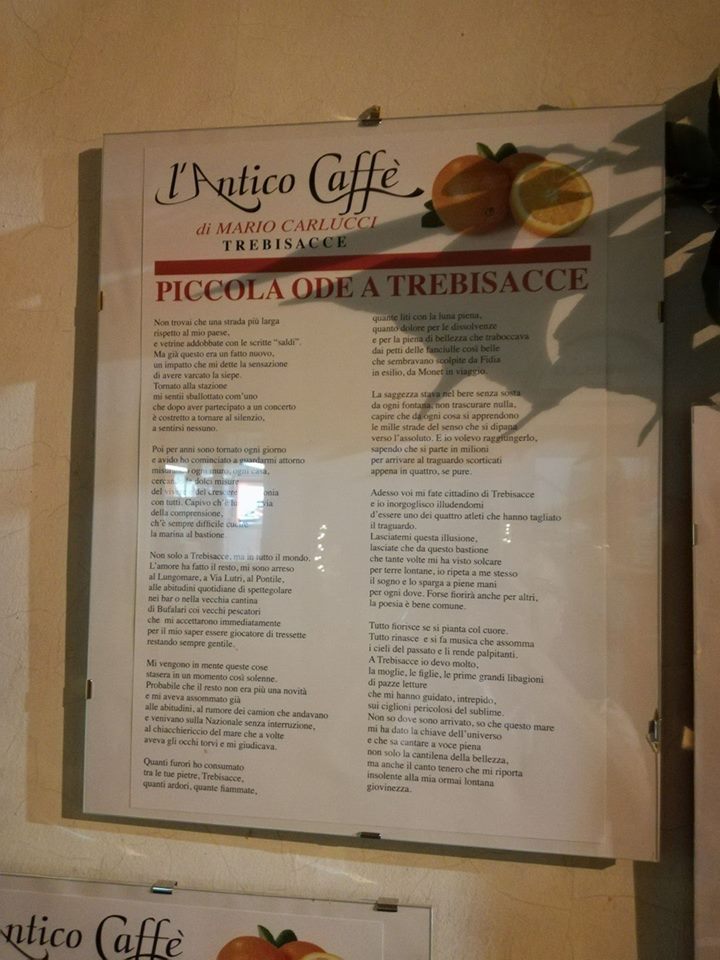 l'Antico Caffè
di MARIO CARLUCCI
TREBISACCE
PICCOLA ODE A TREBISACCE
Non trovai che una strada più larga
rispetto al mio paese,
e vetrine addobbate con le scritte “saldi”.
Ma già questo era un fatto nuovo,
un impatto che mi dette la sensazione
di avere varcato la siepe.
Tornato alla stazione
mi sentii sballottato com'uno
che dopo aver partecipato a un concerto
è costretto a tornare al silenzio,
a sentirsi nessuno.
Poi per anni sono tornato ogni giorno
e avido ho cominciato a guardarmi attorno
ogni muro, ogni casa,
dolci misure
del crescere
con tutti. Capivo ch'è
della comprensione,
ch'è sempre difficile
la marina al bastione.
Non solo a Trebisacce, ma in tutto il mondo.
L'amore ha fatto il resto, mi sono arreso
al Lungomare, a Via Lutri, al Pontile,
alle abitudini quotidiane di spettegolare
nei bar o nella vecchia cantina
di Bufalari coi vecchi pescatori
che mi accettarono immediatamente
per il mio saper essere giocatore di tressette
restando sempre gentile.
Mi vengono in mente queste cose
stasera in un momento così solenne.
Probabile che il resto non era più una novità
e mi aveva assommato già
alle abitudini, al rumore dei camion che andavano
e venivano sulla Nazionale senza interruzione,
al chiacchiericcio del mare che a volte
aveva gli occhi torvi e mi giudicava.
Quanti furori ho consumato
tra le tue pietre, Trebisacce,
quanti ardori, quante fiammate,
quante liti con la luna piena,
quanto dolore per le dissolvenze
e per la piena di bellezza che traboccava
dai petti delle fanciulle così belle
che sembravano scolpite da Fidia
in esilio, da Monet in viaggio.
La saggezza stava nel bere senza sosta
da ogni fontana, non trascurare nulla,
capire che da ogni cosa si apprendono
le mille strade del senso che si dipana
verso l'assoluto. E io volevo raggiungerlo,
sapendo che si parte in milioni
per arrivare al traguardo scorticati
appena in quattro, se pure.
Adesso voi mi fate cittadino di Trebisacce
e io inorgoglisco illudendomi
d'essere uno dei quattro atleti che hanno tagliato
il traguardo.
Lasciatemi questa illusione,
lasciate che da questo bastione
che tante volte mi ha visto solcare
per terre lontane, io ripeta a me stesso
il sogno e lo sparga a piene mani
per ogni dove. Forse fiorirà anche per altri,
la poesia è bene comune.
Tutto fiorisce se si pianta col cuore.
Tutto rinasce e si fa musica che assomma
i cieli del passato e li rende palpitanti.
A Trebisacce io devo molto,
la moglie, le figlie, le prime grandi libagioni
di pazze letture
che mi hanno guidato, intrepido,
sui ciglioni pericolosi del sublime.
Non so dove sono arrivato, so che questo mare
mi ha dato la chiave dell'universo
e che sa cantare a voce piena
non solo la cantilena della bellezza,
ma anche il canto tenero che mi riporta
insolente alla mia ormai lontana
giovinezza.
ntico Caffè